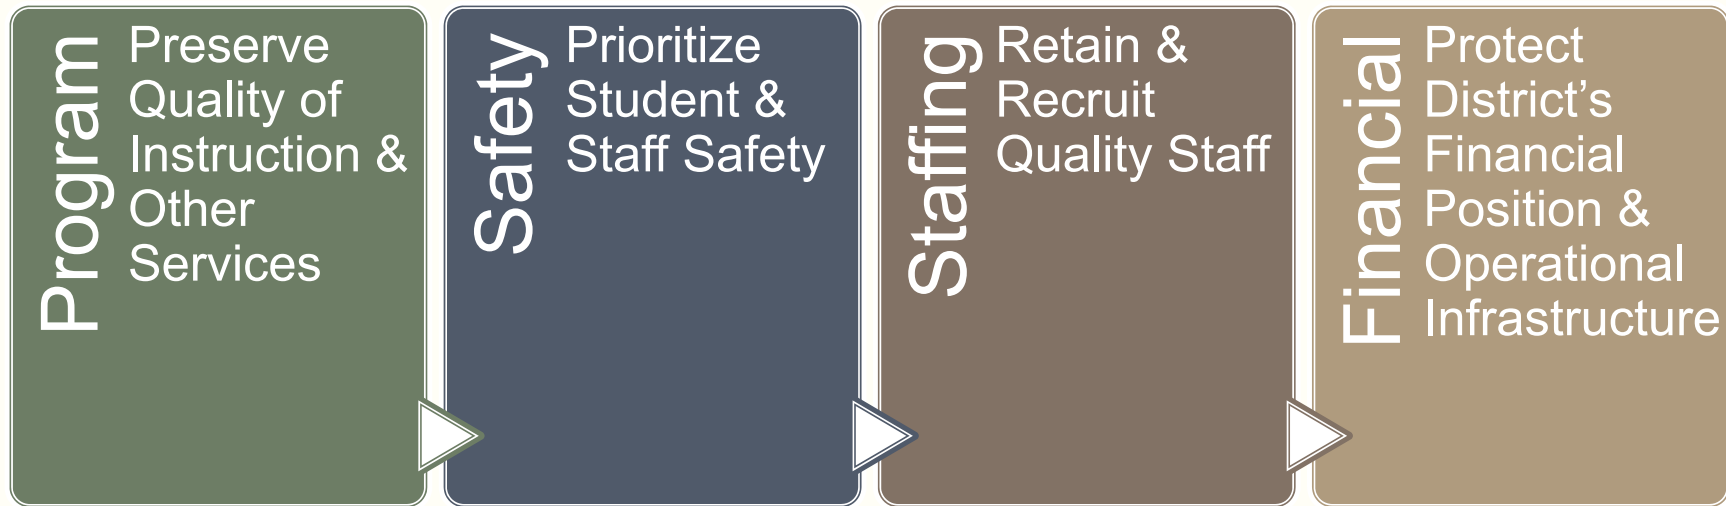 Program
Preserve
Quality of
Instruction &
Other
Services
Safety
Prioritize
Student &
Staff Safety
Staffing
Retain &
Recruit
Quality Staff
Financial
Protect
District’s
Financial
Position &
Operational
Infrastructure